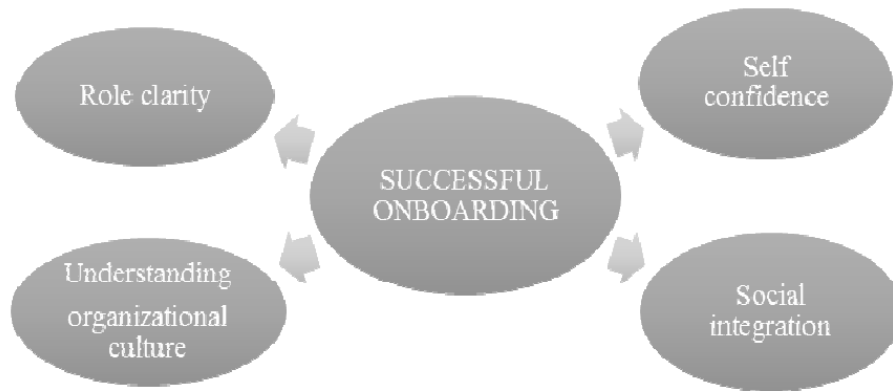 Role clarity
Self
confidence
SUCCESSFUL
ONBOARDING
Understanding
organizational
culture
Social
integration